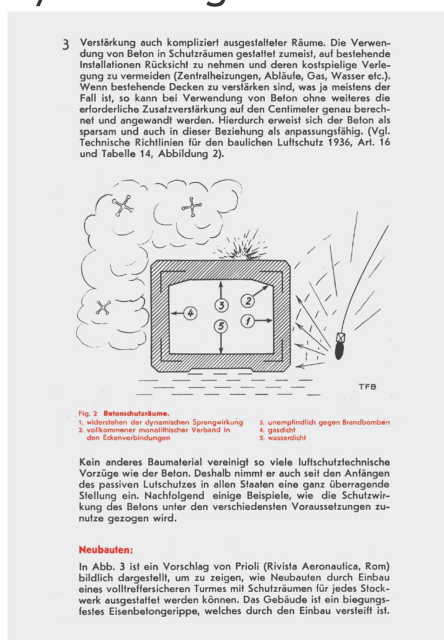 3 Verstärkung auch kompliziert ausgestalteter Räume. Die Verwen-
dung von Beton in Schutzräumen gestattet zumeist, auf bestehende
Installationen Rücksicht zu nehmen und deren kostspielige Verle-
gung zu vermeiden (Zentralheizungen, Abläufe, Gas, Wasser etc.).
Wenn bestehende Decken zu verstärken sind, was ja meistens der
Fall ist, so kann bei Verwendung von Beton ohne weiteres die
erforderliche Zusatzverstärkung auf den Centimeter genau berech-
net und angewandt werden. Hierdurch erweist sich der Beton als
sparsam und auch in dieser Beziehung als anpassungsfähig. (Vgl.
Technische Richtlinien für den baulichen Luftschutz 1936, Art. 16
und Tabelle 14, Abbildung 2).
2
3
4
1
5
TFB
Fig. 2 Betonschutzräume.
1. widerstehen der dynamischen Sprengwirkung
2. vollkommener monolithischer Verband in
den Eckenverbindungen
3. unempfindlich gegen Brandbomben
4. gasdicht
5. wasserdicht
Kein anderes Baumaterial vereinigt so viele luftschutztechnische
Vorzüge wie der Beton. Deshalb nimmt er auch seit den Anfängen
des passiven Lutschutzes in allen Staaten eine ganz überragende
Stellung ein. Nachfolgend einige Beispiele, wie die Schutzwir-
kung des Betons unter den verschiedensten Voraussetzungen zu-
nutze gezogen wird.
Neubauten:
In Abb. 3 ist ein Vorschlag von Prioli (Rivista Aeronautica, Rom)
bildlich dargestellt, um zu zeigen, wie Neubauten durch Einbau
eines volltreffersicheren Turmes mit Schutzräumen für jedes Stock-
werk ausgestattet werden können. Das Gebäude ist ein biegungs-
festes Eisenbetongerippe, welches durch den Einbau versteift ist.